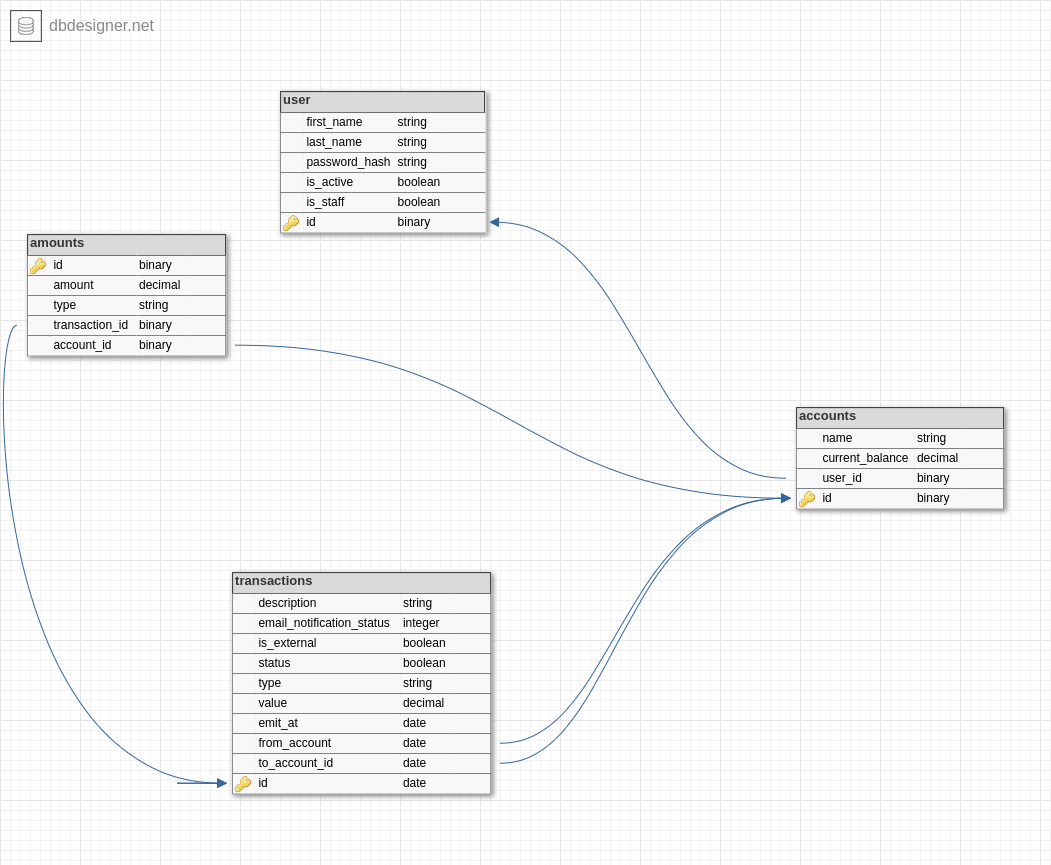 dbdesigner.net
user
first_name string
last_name string
password_hash string
is_active boolean
is_staff boolean
id binary
amounts
id binary
amount decimal
type string
transaction_id binary
account_id binary
accounts
name string
current_balance decimal
user_id binary
id binary
transactions
description string
email_notification_status integer
is_external boolean
status boolean
type string
value decimal
emit_at date
from_account date
to_account_id date
id date